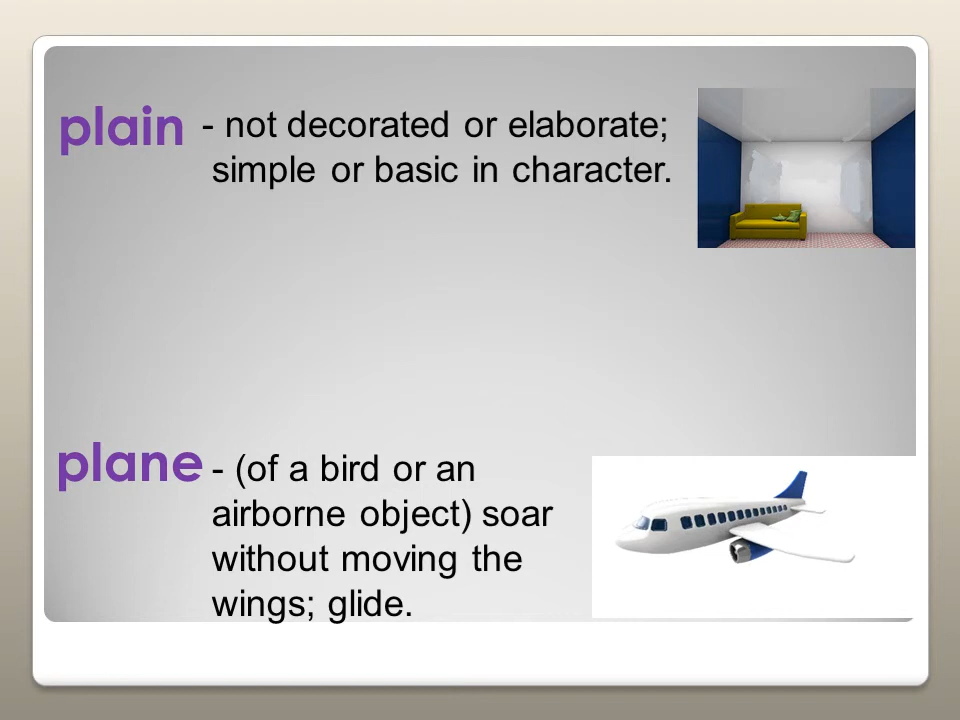 plain - not decorated or elaborate;
simple or basic in character.
plane - (of a bird or an
airborne object) soar
without moving the
wings; glide.